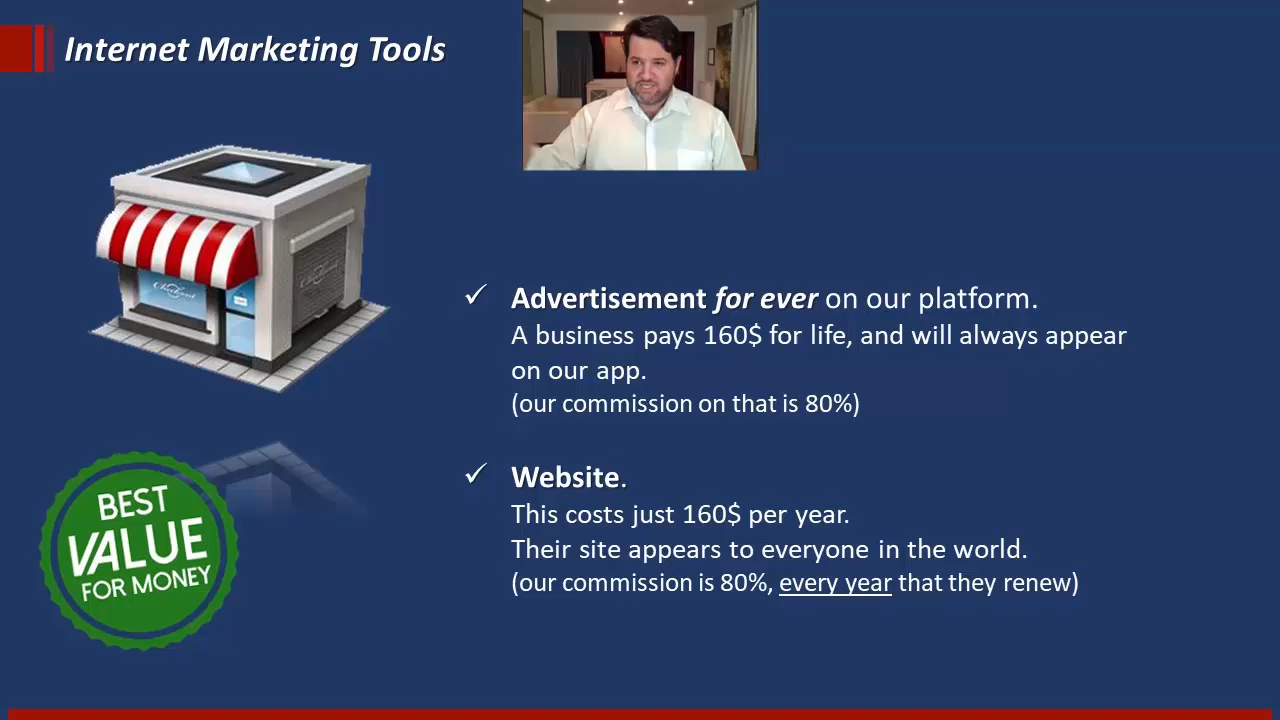 Internet Marketing Tools
✓ Advertisement for ever on our platform.
A business pays 160$ for life, and will always appear
on our app.
(our commission on that is 80%)
✓ Website.
This costs just 160$ per year.
Their site appears to everyone in the world.
(our commission is 80%, every year that they renew)
BEST
VALUE
FOR MONEY